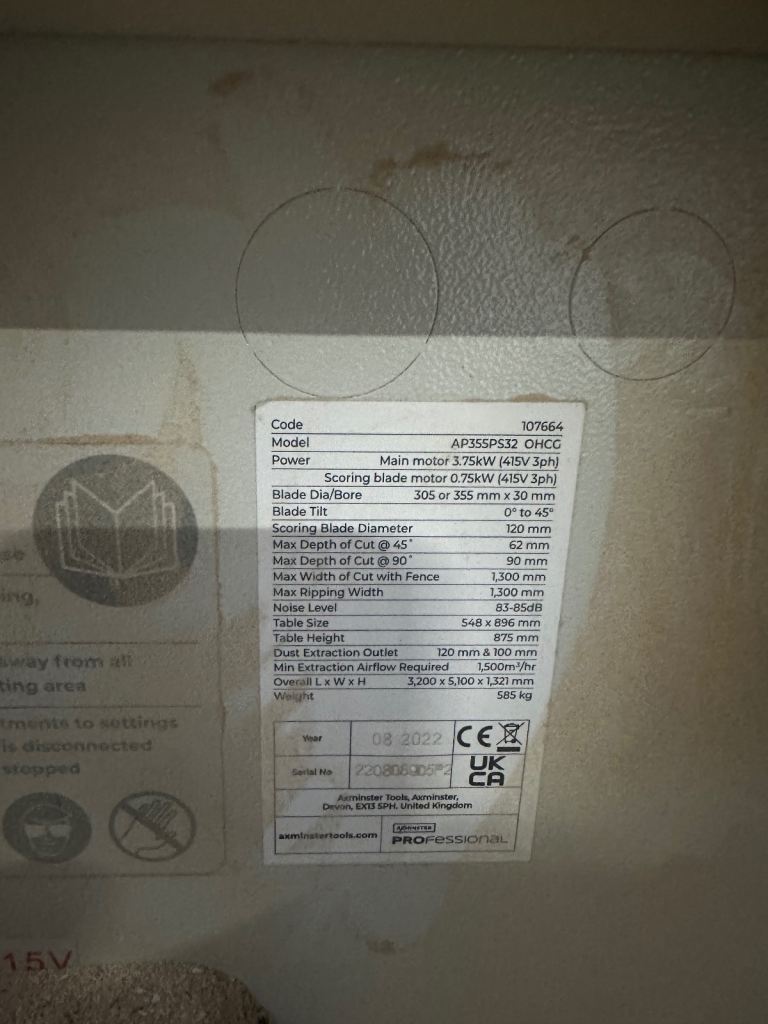 Code 107664
Model AP355PS32 OHCG
Power Main motor 3.75kW (415V 3ph)
Scoring blade motor 0.75kW (415V 3ph)
Blade Dia/Bore 305 or 355 mm x 30 mm
Blade Tilt 0° to 45°
Scoring Blade Diameter 120 mm
Max Depth of Cut @ 45° 62 mm
Max Depth of Cut @ 90° 90 mm
Max Width of Cut with Fence 1,300 mm
Max Ripping Width 1,300 mm
Noise Level 83-85dB
Table Size 548 x 896 mm
Table Height 875 mm
Dust Extraction Outlet 120 mm & 100 mm
Min Extraction Airflow Required 1,500m³/hr
Overall L x W x H 3,200 x 5,100 x 1,321 mm
Weight 585 kg
Year 08 2022 CE
Serial No UK
CA
Axminster Tools, Axminster,
Devon, EX13 5PH, United Kingdom
axminstertools.com AXMINSTER
PROFESSIONAL
away from all
ting area
tments to settings
is disconnected
stopped
15V